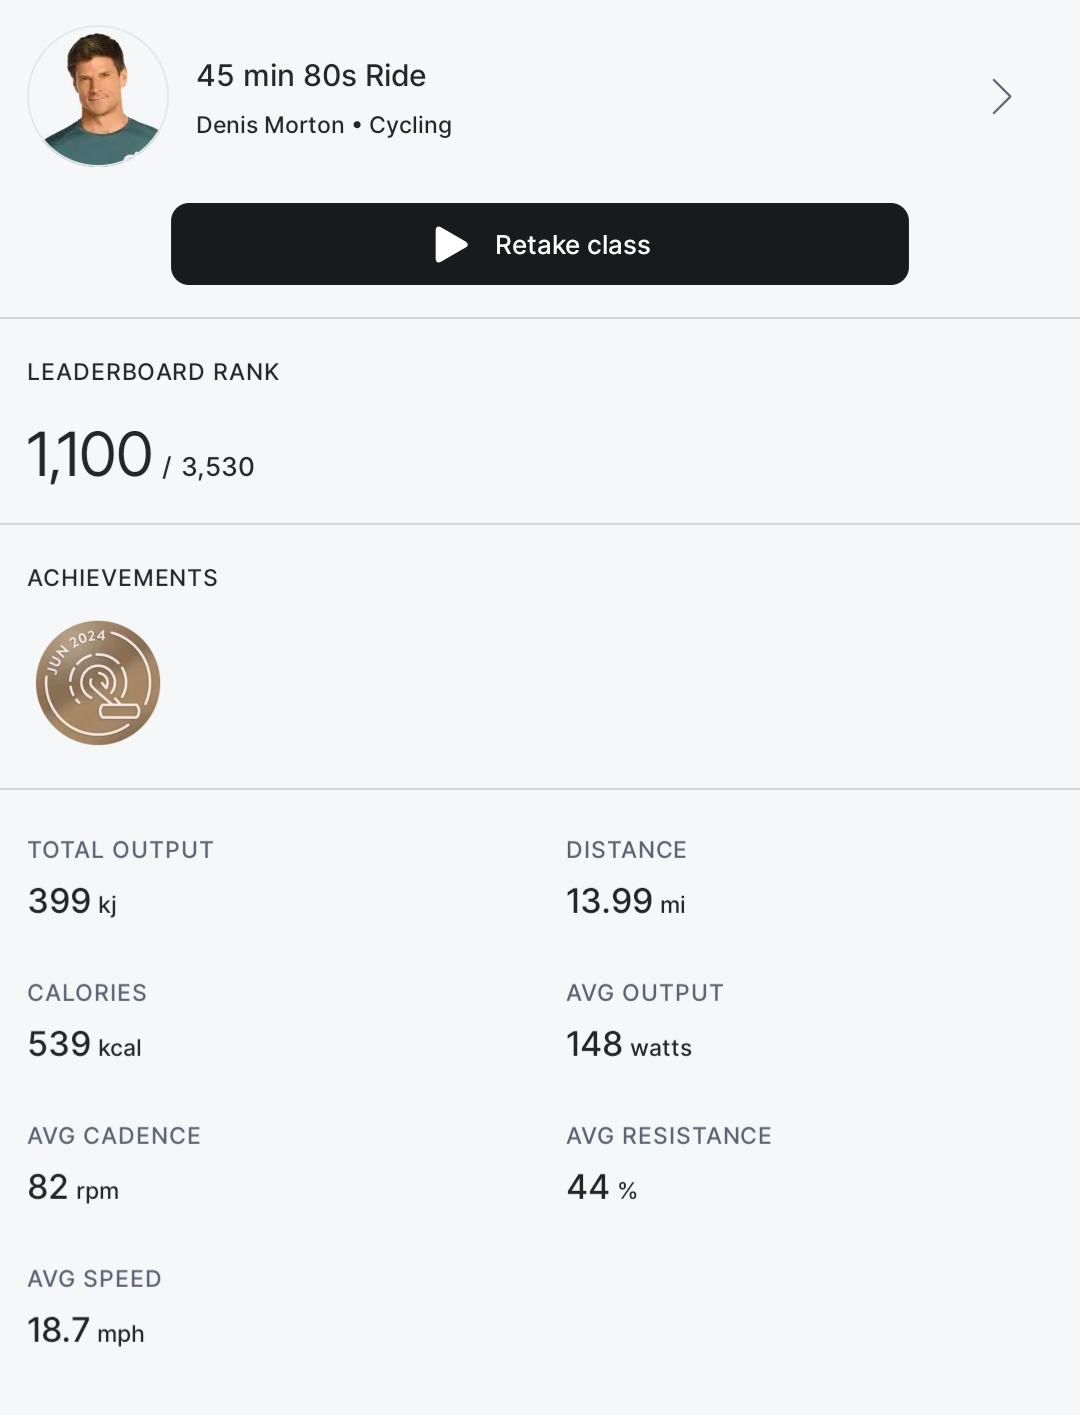 45 min 80s Ride
Denis Morton • Cycling
Retake class
LEADERBOARD RANK
1,100 / 3,530
ACHIEVEMENTS
JUN 2024
TOTAL OUTPUT
399 kj
DISTANCE
13.99 mi
CALORIES
539 kcal
AVG OUTPUT
148 watts
AVG CADENCE
82 rpm
AVG RESISTANCE
44 %
AVG SPEED
18.7 mph